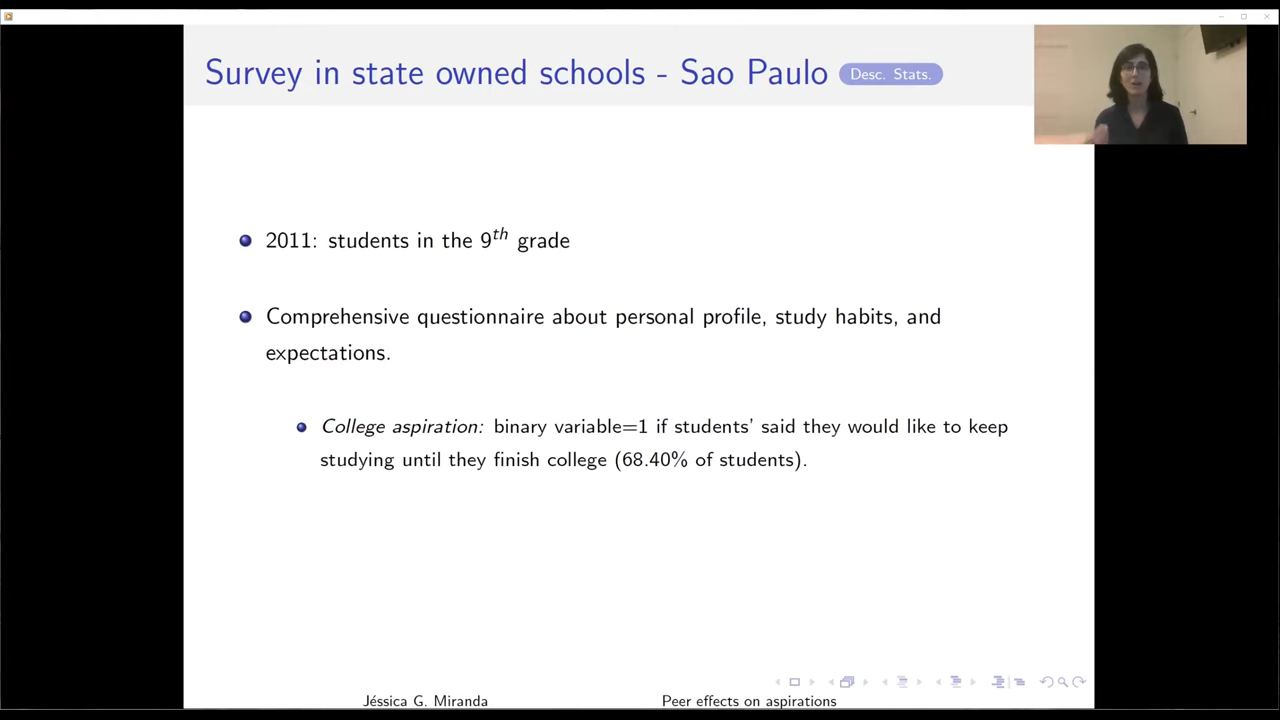 Survey in state owned schools - Sao Paulo Desc. Stats.
2011: students in the 9th grade
Comprehensive questionnaire about personal profile, study habits, and
expectations.
College aspiration: binary variable=1 if students' said they would like to keep
studying until they finish college (68.40% of students).
Jéssica G. Miranda Peer effects on aspirations